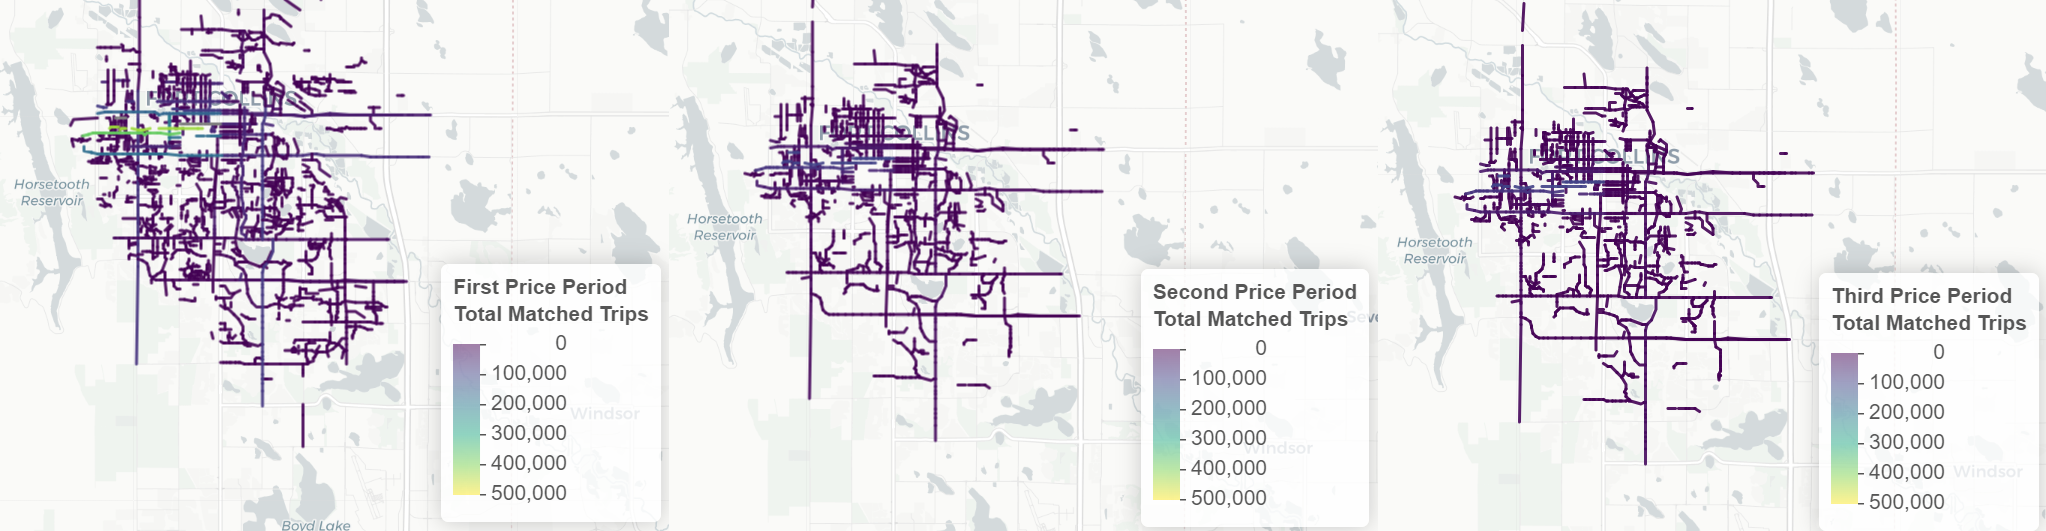 FORT COLLINS
Horsetooth
Reservoir
First Price Period
Total Matched Trips
0
100,000
200,000
300,000
400,000
500,000
Windsor
Boyd Lake
COLLINS
Horsetooth
Reservoir
Second Price Period
Total Matched Trips
0
100,000
200,000
300,000
400,000
500,000
Seve
Windsor
COLLINS
Horsetooth
Reservoir
Third Price Period
Total Matched Trips
0
100,000
200,000
300,000
400,000
500,000
Windsor